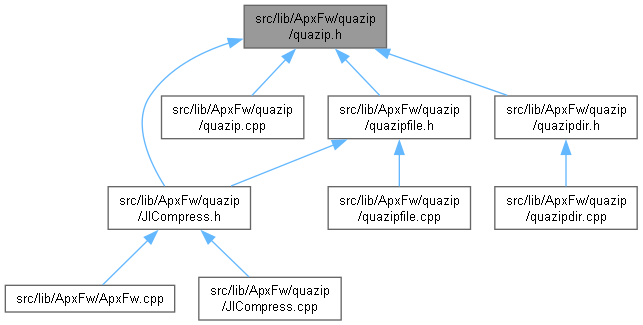 src/lib/ApxFw/quazip
/quazip.h
src/lib/ApxFw/quazip
/quazip.cpp
src/lib/ApxFw/quazip
/quazipfile.h
src/lib/ApxFw/quazip
/quazipdir.h
src/lib/ApxFw/quazip
/JlCompress.h
src/lib/ApxFw/quazip
/quazipfile.cpp
src/lib/ApxFw/quazip
/quazipdir.cpp
src/lib/ApxFw/ApxFw.cpp
src/lib/ApxFw/quazip
/JlCompress.cpp